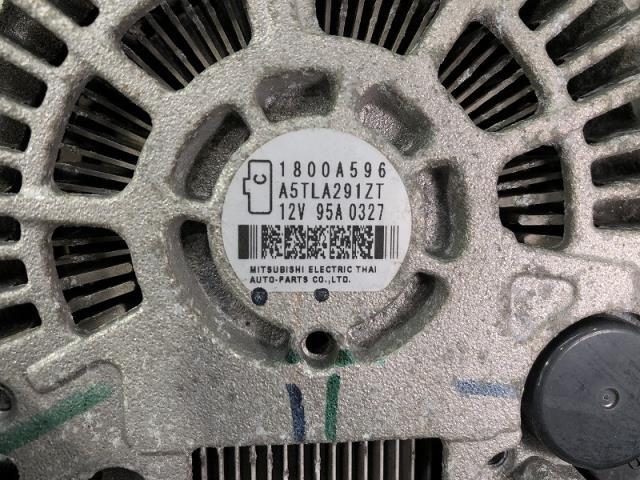 C
1800A596
A5TLA291ZT
12V 95A 0327
MITSUBISHI ELECTRIC THAI
AUTO-PARTS CO.,LTD.